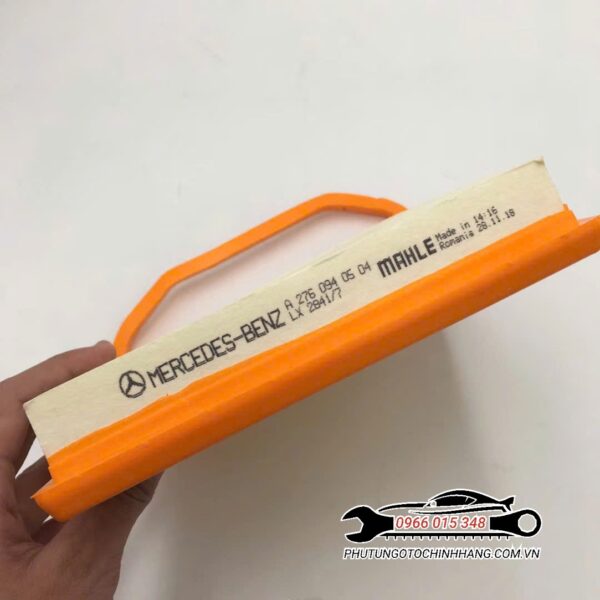 MERCEDES-BENZ
A 276 094 05 04
LX 2841/7
MAHLE
Made in 14:16
Romania 28.11.18
0966 015 348
PHUTUNGOTOCHINHHANG.COM.VN